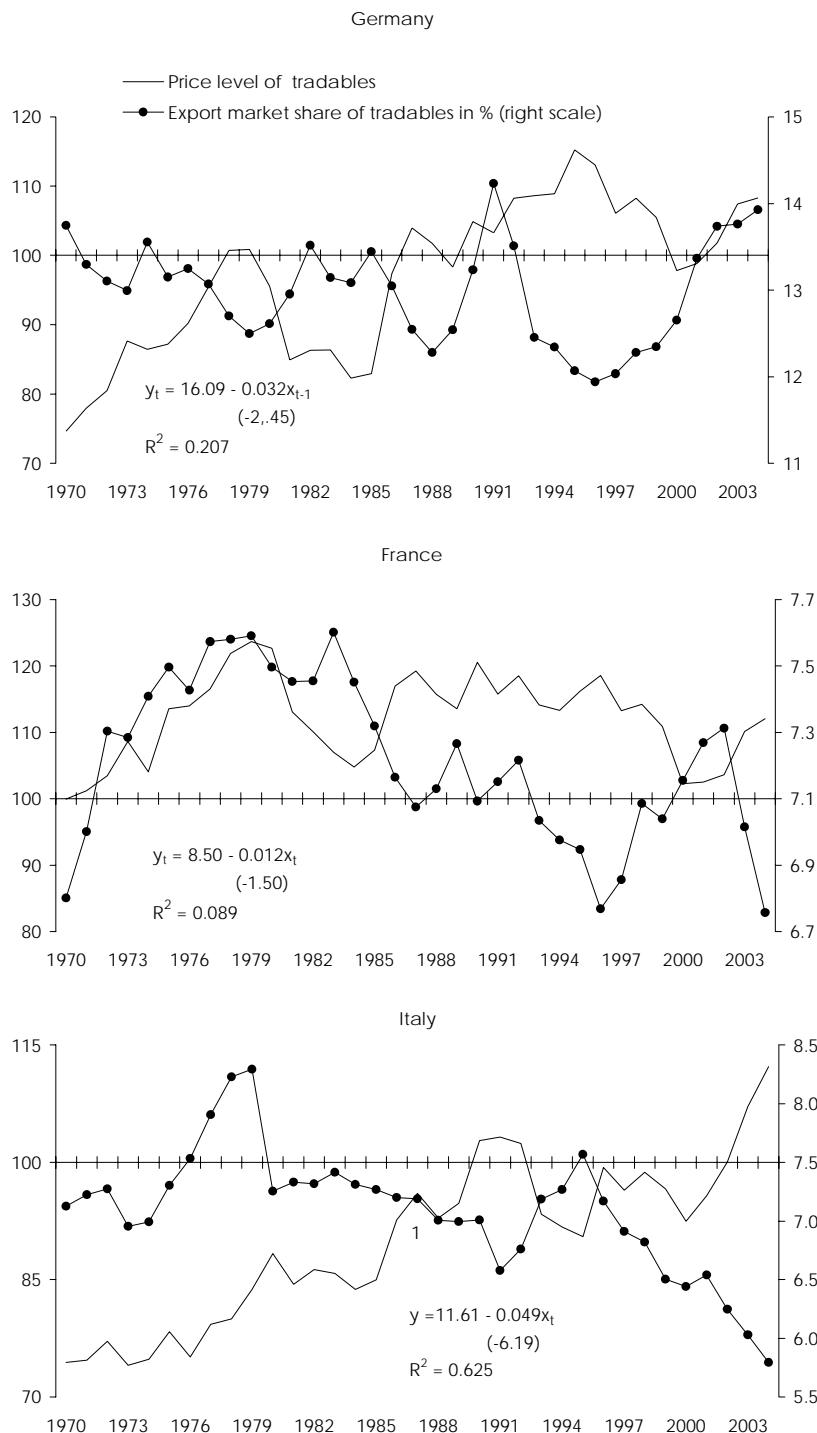 Germany
Price level of tradables
Export market share of tradables in % (right scale)
120
110
100
90
80
70
15
14
13
12
11
yt = 16.09 - 0.032xt-1
(-2,.45)
R2 = 0.207
1970 1973 1976 1979 1982 1985 1988 1991 1994 1997 2000 2003
France
130
120
110
100
90
80
7.7
7.5
7.3
7.1
6.9
6.7
yt = 8.50 - 0.012xt
(-1.50)
R2 = 0.089
1970 1973 1976 1979 1982 1985 1988 1991 1994 1997 2000 2003
Italy
115
100
85
70
8.5
8.0
7.5
7.0
6.5
6.0
5.5
1
y =11.61 - 0.049xt
(-6.19)
R2 = 0.625
1970 1973 1976 1979 1982 1985 1988 1991 1994 1997 2000 2003